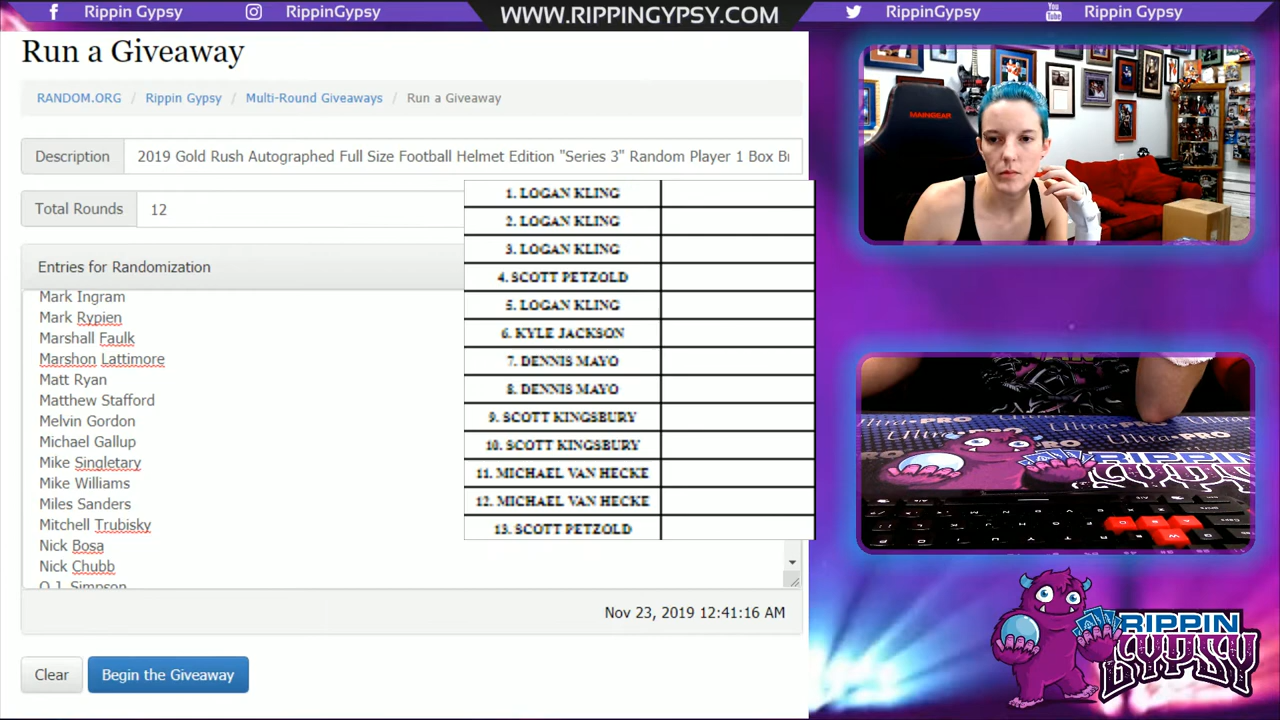 Rippin Gypsy
RippinGypsy
WWW.RIPPINGYPSY.COM
RippinGypsy
You Tube
Rippin Gypsy
Run a Giveaway
RANDOM.ORG / Rippin Gypsy / Multi-Round Giveaways / Run a Giveaway
Description
2019 Gold Rush Autographed Full Size Football Helmet Edition "Series 3" Random Player 1 Box
Total Rounds
12
Entries for Randomization
Mark Ingram
Mark Rypien
Marshall Faulk
Marshon Lattimore
Matt Ryan
Matthew Stafford
Melvin Gordon
Michael Gallup
Mike Singletary
Mike Williams
Miles Sanders
Mitchell Trubisky
Nick Bosa
Nick Chubb
O.J. Simpson
1. LOGAN KLING
2. LOGAN KLING
3. LOGAN KLING
4. SCOTT PETZOLD
5. LOGAN KLING
6. KYLE JACKSON
7. DENNIS MAYO
8. DENNIS MAYO
9. SCOTT KINGSBURY
10. SCOTT KINGSBURY
11. MICHAEL VAN HECKE
12. MICHAEL VAN HECKE
13. SCOTT PETZOLD
Nov 23, 2019 12:41:16 AM
Clear
Begin the Giveaway
MAINGEAR
Ultra PRO
RIPPIN
RIPPIN
GYPSY